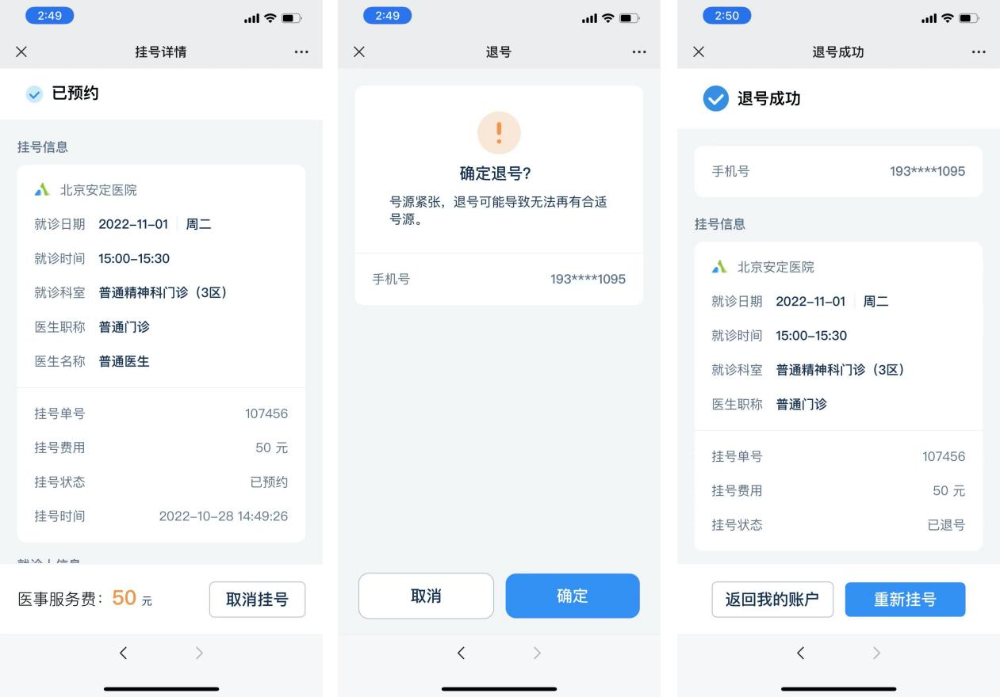 2:49
挂号详情
已预约
挂号信息
北京安定医院
就诊日期 2022-11-01 周二
就诊时间 15:00-15:30
就诊科室 普通精神科门诊（3区）
医生职称 普通门诊
医生名称 普通医生
挂号单号 107456
挂号费用 50 元
挂号状态 已预约
挂号时间 2022-10-28 14:49:26
就诊人信息
医事服务费：50 元
取消挂号
2:49
退号
确定退号？
号源紧张，退号可能导致无法再有合适
号源。
手机号 193****1095
取消 确定
2:50
退号成功
退号成功
手机号 193****1095
挂号信息
北京安定医院
就诊日期 2022-11-01 周二
就诊时间 15:00-15:30
就诊科室 普通精神科门诊（3区）
医生职称 普通门诊
挂号单号 107456
挂号费用 50 元
挂号状态 已退号
返回我的账户 重新挂号